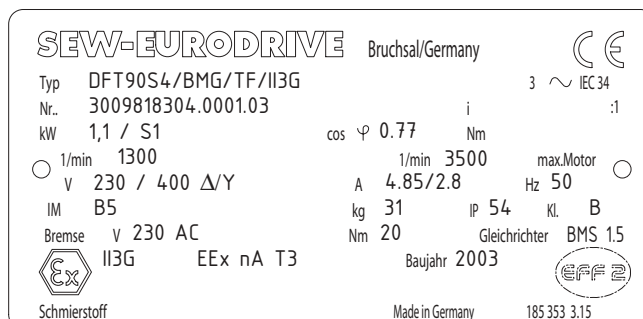 SEW-EURODRIVE Bruchsal/Germany CE
Typ DFT90S4/BMG/TF/II3G 3 ~ IEC 34
Nr.. 3009818304.0001.03 i :1
kW 1,1 / S1 cos φ 0.77 Nm
1/min 1300 1/min 3500 max.Motor
V 230 / 400 Δ/Y A 4.85/2.8 Hz 50
IM B5 kg 31 IP 54 Kl. B
Bremse V 230 AC Nm 20 Gleichrichter BMS 1.5
Ex II3G EEx nA T3 Baujahr 2003 EFF 2
Schmierstoff Made in Germany 185 353 3.15